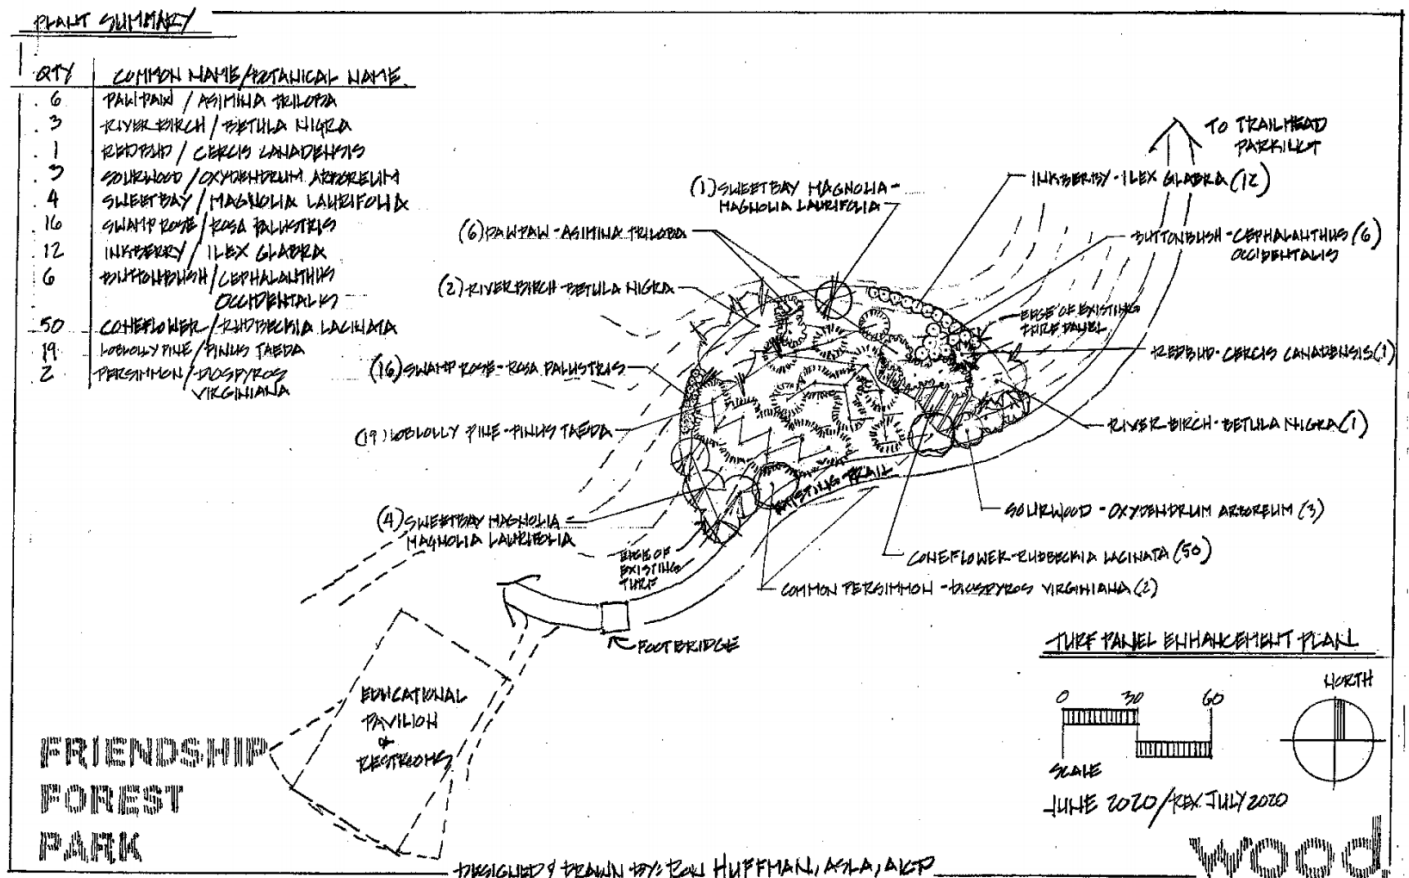 PLANT SUMMARY
QTY COMMON NAME/BOTANICAL NAME.
6 PAWPAW / ASIMINA TRILOBA
3 RIVER BIRCH / BETULA NIGRA
1 REDBUD / CERCIS CANADENSIS
3 SOURWOOD / OXYDENDRUM ARBOREUM
4 SWEETBAY / MAGNOLIA LAURIFOLIA
16 SWAMP ROSE / ROSA PALUSTRIS
12 INKBERRY / ILEX GLABRA
6 BUTTONBUSH / CEPHALANTHUS
OCCIDENTALIS
50 CONEFLOWER / RUDBECKIA LACINATA
19 LOBLOLLY PINE / PINUS TAEDA
2 PERSIMMON / DIOSPYROS
VIRGINIANA
TO TRAILHEAD
PARKING
(1) SWEETBAY MAGNOLIA -
MAGNOLIA LAURIFOLIA
INKBERRY - ILEX GLABRA (12)
(6) PAWPAW - ASIMINA TRILOBA
BUTTONBUSH - CEPHALANTHUS (6)
OCCIDENTALIS
(2) RIVER BIRCH - BETULA NIGRA
EDGE OF EXISTING
TURF PANEL
REDBUD - CERCIS CANADENSIS (1)
(16) SWAMP ROSE - ROSA PALUSTRIS
(19) LOBLOLLY PINE - PINUS TAEDA
RIVER BIRCH - BETULA NIGRA (1)
EXISTING TRAIL
SOURWOOD - OXYDENDRUM ARBOREUM (3)
(4) SWEETBAY MAGNOLIA -
MAGNOLIA LAURIFOLIA
EDGE OF
EXISTING
TURF
CONEFLOWER - RUDBECKIA LACINATA (50)
COMMON PERSIMMON - DIOSPYROS VIRGINIANA (2)
FOOTBRIDGE
EDUCATIONAL
PAVILION
&
RESTROOMS
TURF PANEL ENHANCEMENT PLAN
0 30 60
SCALE
NORTH
JUNE 2020 / REV. JULY 2020
FRIENDSHIP
FOREST
PARK
DESIGNED & DRAWN BY: RON HUFFMAN, ASLA, AICP
wood.